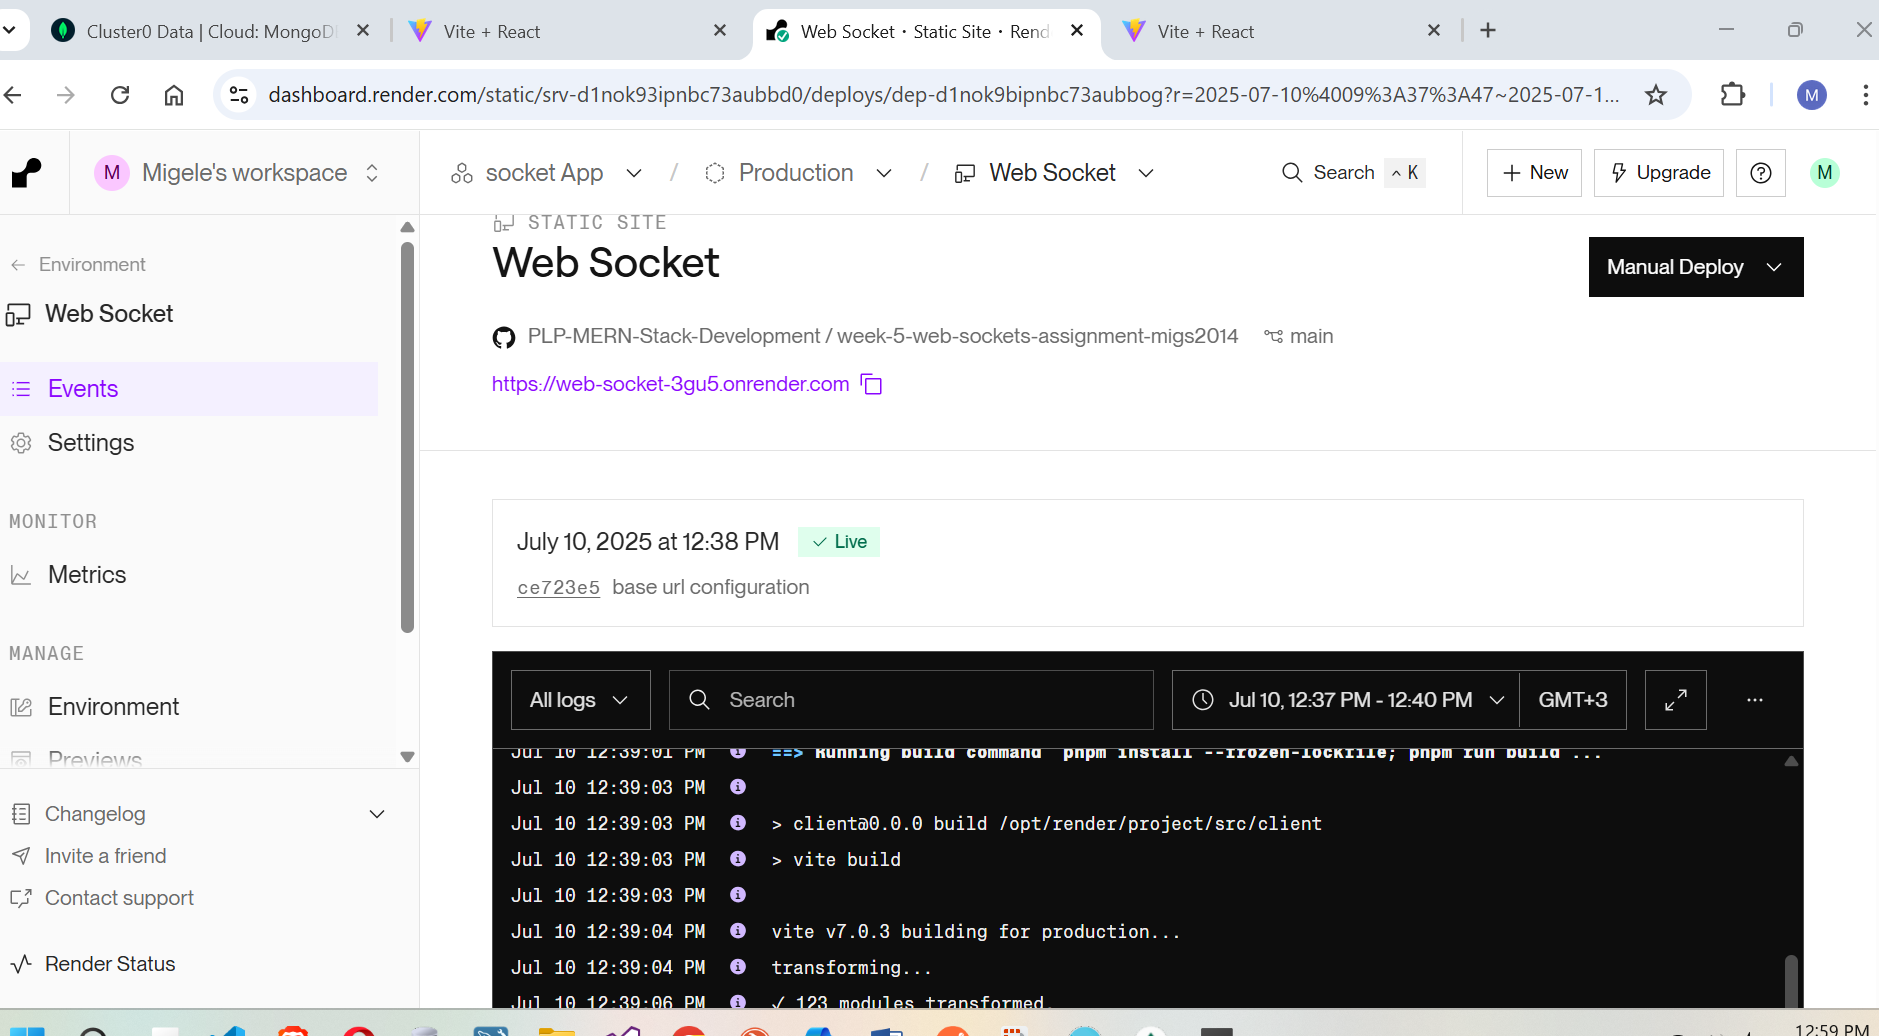 Cluster0 Data | Cloud: MongoD
Vite + React
Web Socket · Static Site · Rend
Vite + React
dashboard.render.com/static/srv-d1nok93ipnbc73aubbd0/deploys/dep-d1nok9bipnbc73aubbog?r=2025-07-10%4009%3A37%3A47~2025-07-1...
M
M
Migele's workspace
socket App
/
Production
/
Web Socket
Search
^ K
+ New
Upgrade
M
Environment
Web Socket
Events
Settings
MONITOR
Metrics
MANAGE
Environment
Previews
Changelog
Invite a friend
Contact support
Render Status
STATIC SITE
Web Socket
Manual Deploy
PLP-MERN-Stack-Development / week-5-web-sockets-assignment-migs2014
main
https://web-socket-3gu5.onrender.com
July 10, 2025 at 12:38 PM
Live
ce723e5 base url configuration
All logs
Search
Jul 10, 12:37 PM - 12:40 PM
GMT+3
...
Jul 10 12:39:01 PM ==> Running build command 'pnpm install --frozen-lockfile; pnpm run build'...
Jul 10 12:39:03 PM
Jul 10 12:39:03 PM > client@0.0.0 build /opt/render/project/src/client
Jul 10 12:39:03 PM > vite build
Jul 10 12:39:03 PM
Jul 10 12:39:04 PM vite v7.0.3 building for production...
Jul 10 12:39:04 PM transforming...
Jul 10 12:39:06 PM ✓ 123 modules transformed.
12:59 PM